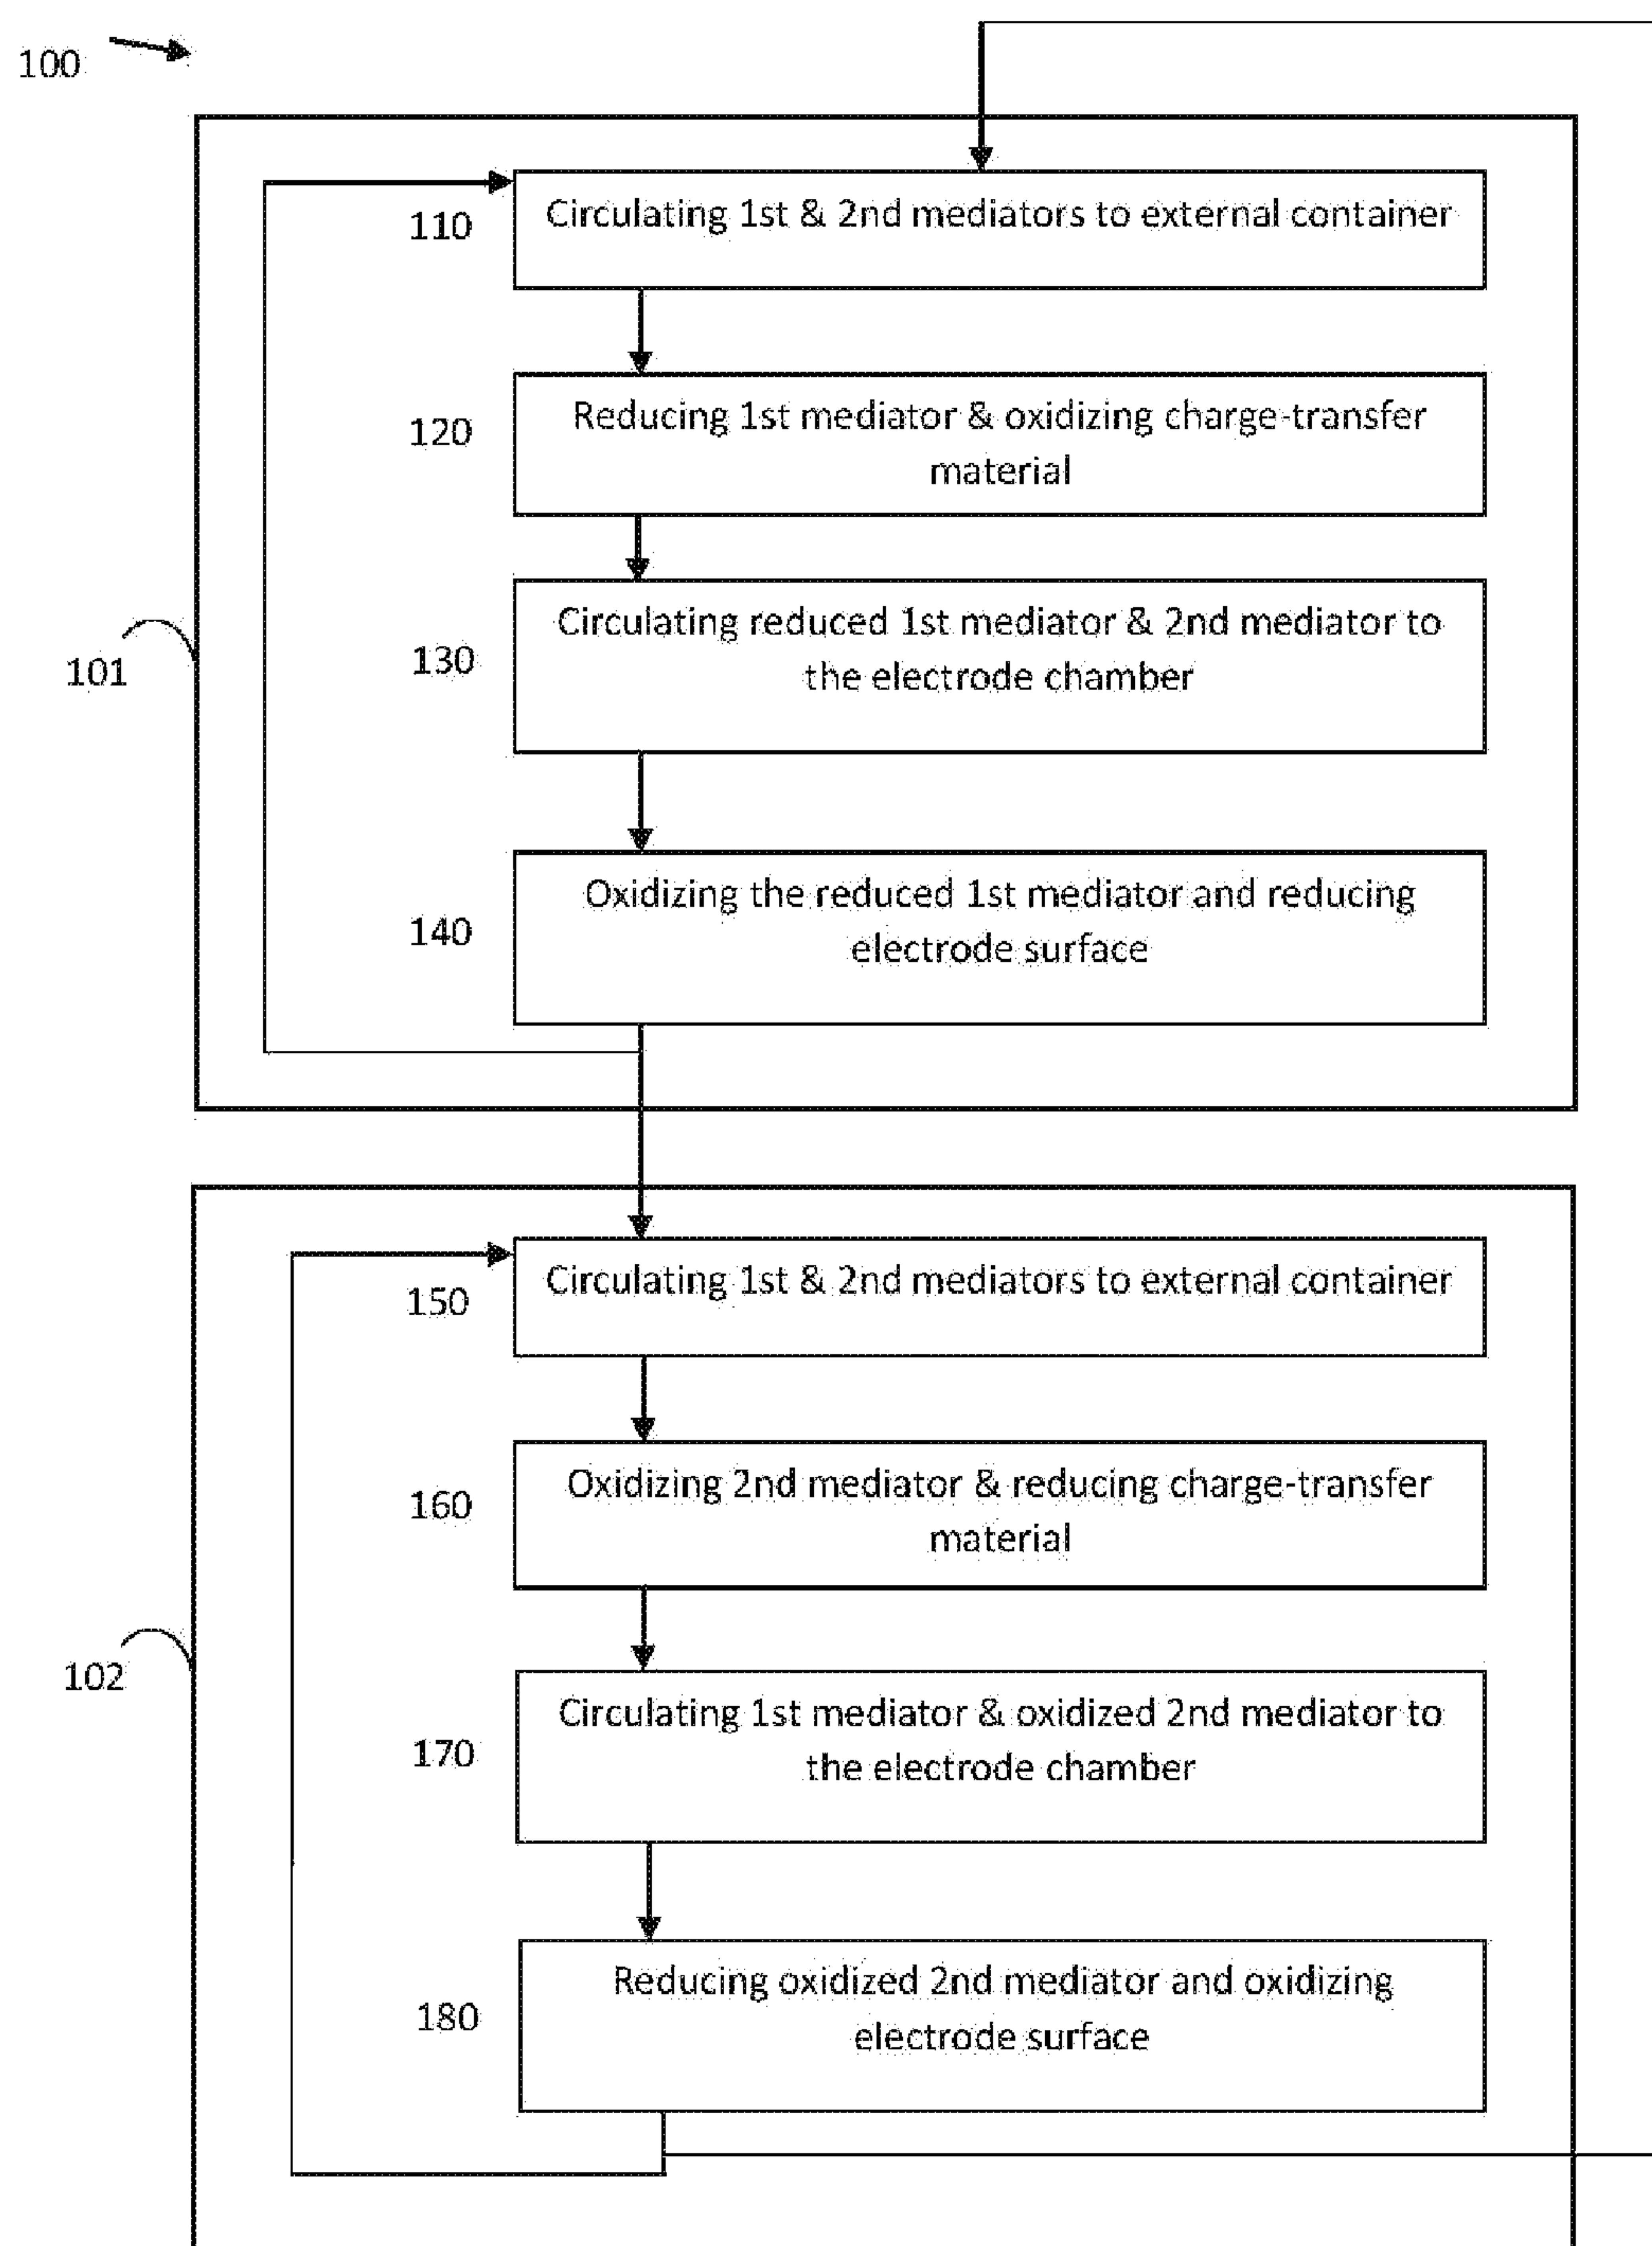 100
110
Circulating 1st & 2nd mediators to external container
120
Reducing 1st mediator & oxidizing charge-transfer
material
130
Circulating reduced 1st mediator & 2nd mediator to
the electrode chamber
101
140
Oxidizing the reduced 1st mediator and reducing
electrode surface
150
Circulating 1st & 2nd mediators to external container
160
Oxidizing 2nd mediator & reducing charge-transfer
material
102
170
Circulating 1st mediator & oxidized 2nd mediator to
the electrode chamber
180
Reducing oxidized 2nd mediator and oxidizing
electrode surface